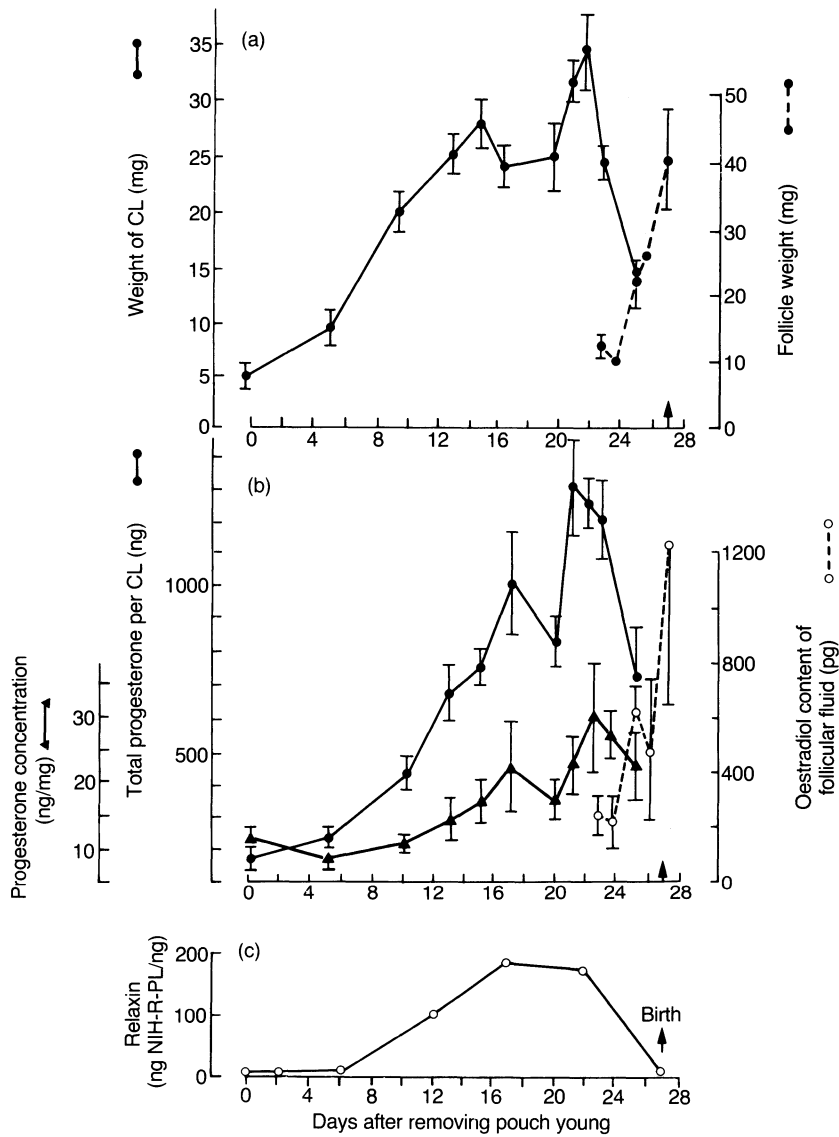 (a)
Weight of CL (mg)
35
30
25
20
15
10
5
0
Follicle weight (mg)
50
40
30
20
10
0
0 4 8 12 16 20 24 28
(b)
Total progesterone per CL (ng)
1000
500
Progesterone concentration
(ng/mg)
30
20
10
Oestradiol content of
follicular fluid (pg)
1200
800
400
0
0 4 6 10 12 16 20 24 28
(c)
Relaxin
(ng NIH-R-PL/ng)
200
100
0
Birth
0 4 8 12 16 20 24 28
Days after removing pouch young